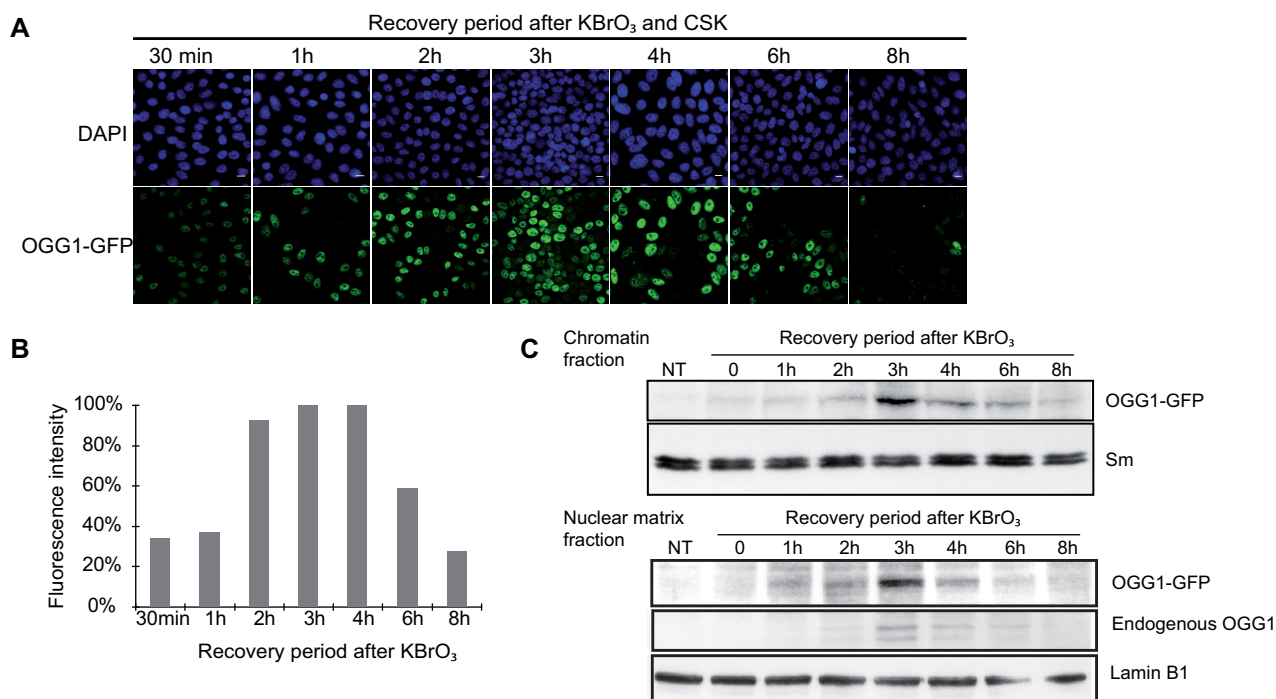 A
Recovery period after KBrO₃ and CSK
30 min 1h 2h 3h 4h 6h 8h
DAPI
OGG1-GFP
B
Fluorescence intensity
100%
80%
60%
40%
20%
0%
30min 1h 2h 3h 4h 6h 8h
Recovery period after KBrO₃
C
Chromatin fraction
Recovery period after KBrO₃
NT 0 1h 2h 3h 4h 6h 8h
OGG1-GFP
Sm
Nuclear matrix fraction
Recovery period after KBrO₃
NT 0 1h 2h 3h 4h 6h 8h
OGG1-GFP
Endogenous OGG1
Lamin B1